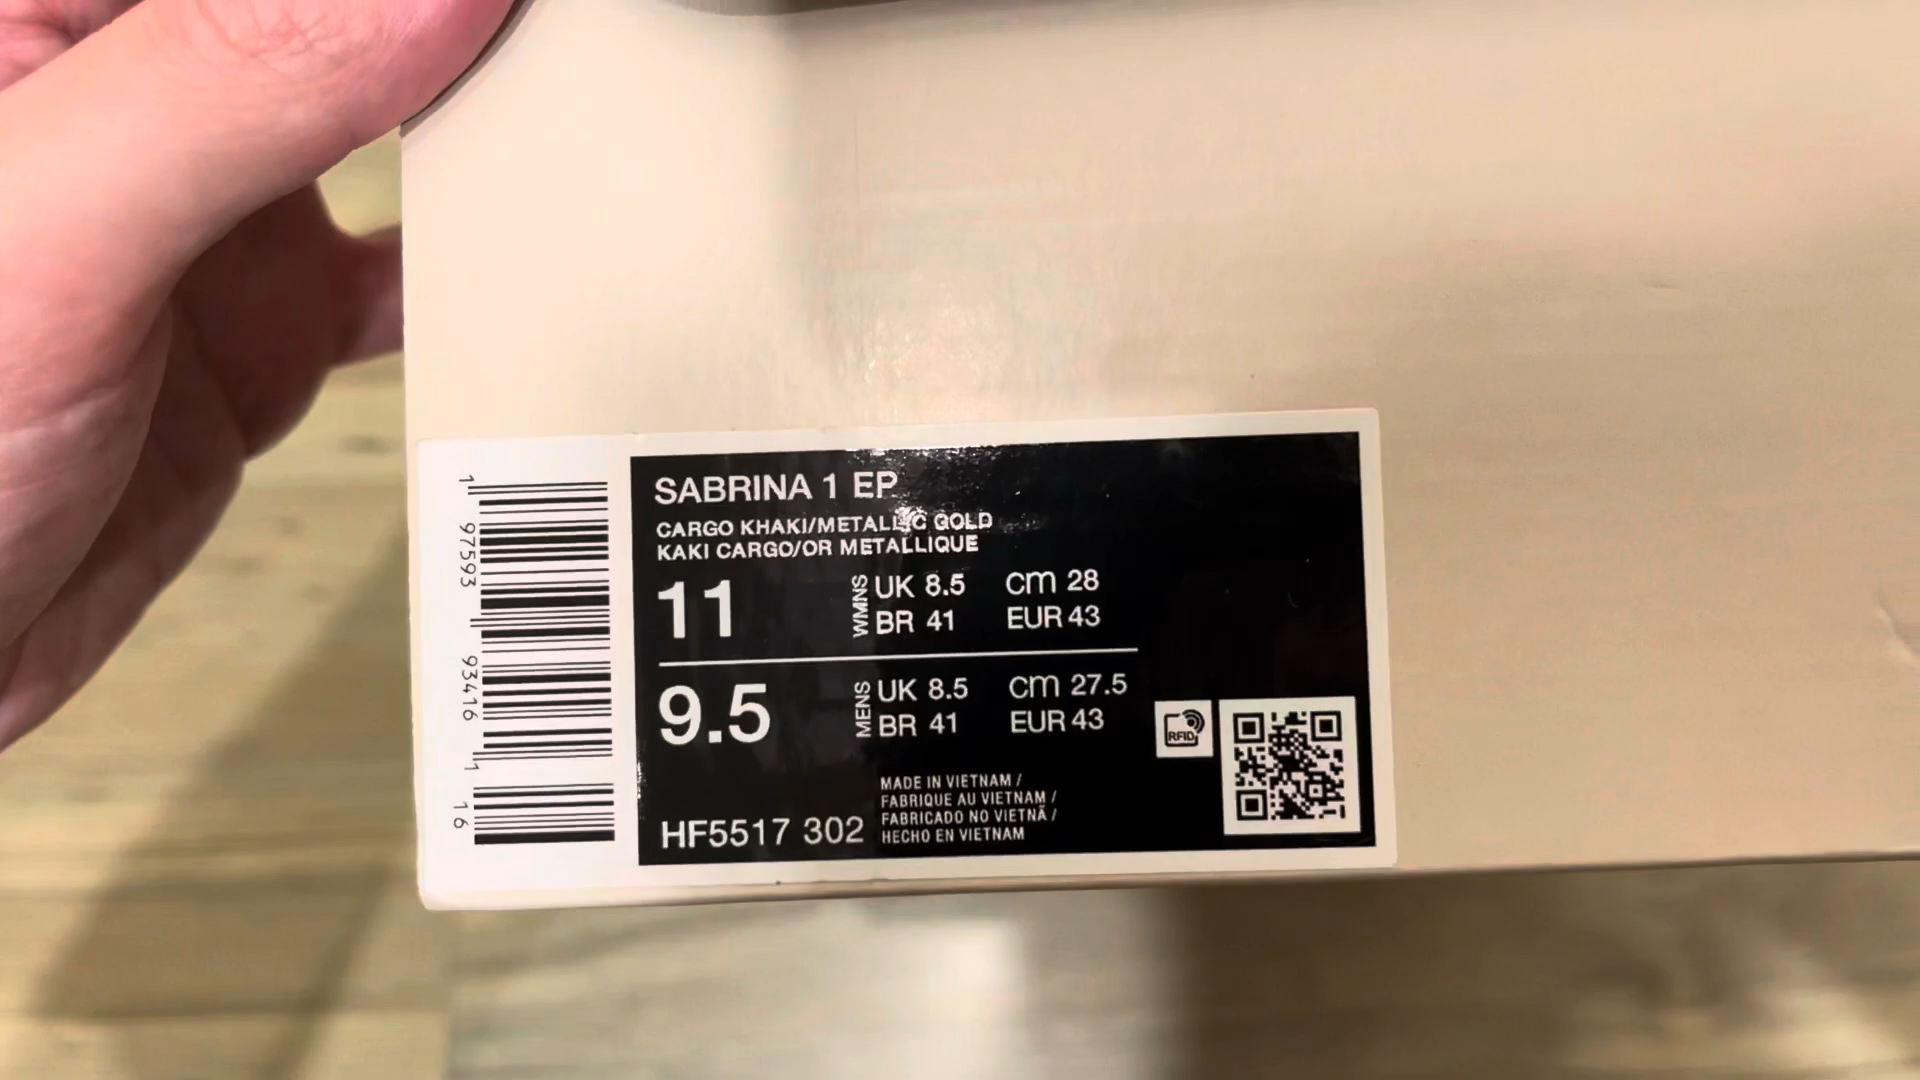 SABRINA 1 EP
CARGO KHAKI/METALLIC GOLD
KAKI CARGO/OR METALLIQUE
11 WMNS UK 8.5 cm 28
BR 41 EUR 43
9.5 MENS UK 8.5 cm 27.5
BR 41 EUR 43
HF5517 302
MADE IN VIETNAM /
FABRIQUE AU VIETNAM /
FABRICADO NO VIETNÃ /
HECHO EN VIETNAM
RFID
1 97593 93416 1 16